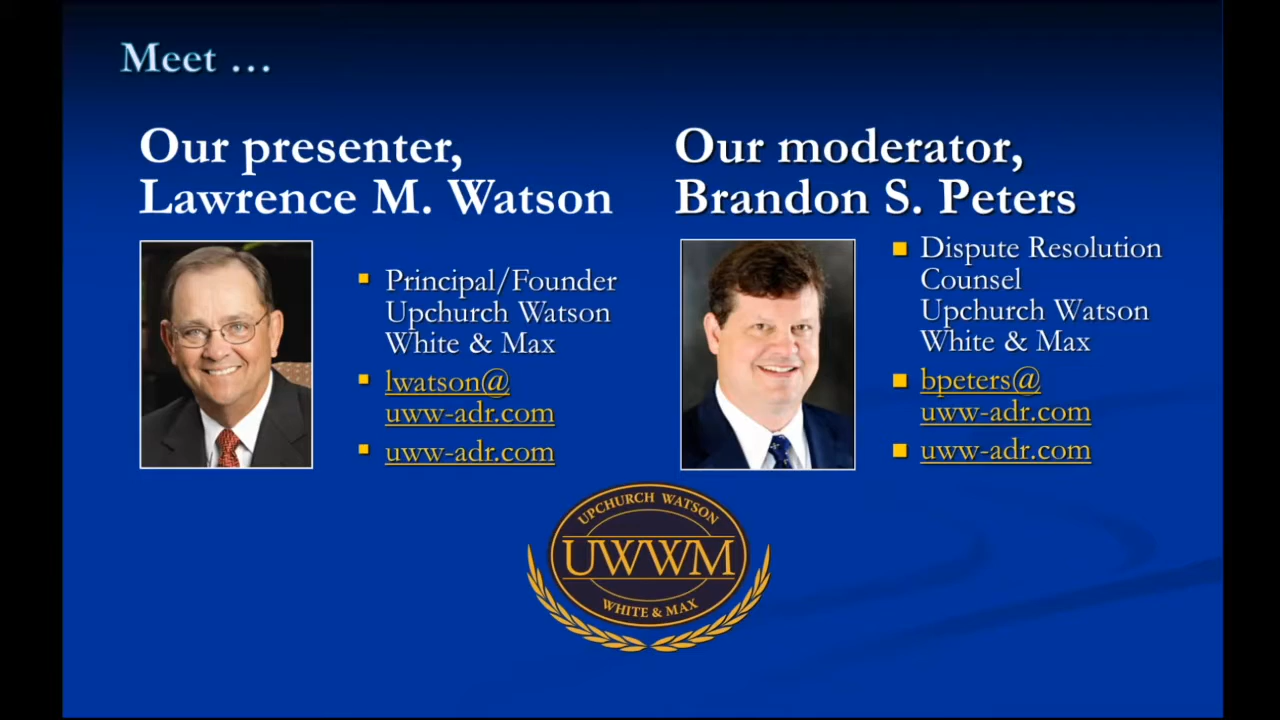 Meet …
Our presenter,
Lawrence M. Watson
Principal/Founder
Upchurch Watson
White & Max
lwatson@
uww-adr.com
uww-adr.com
Our moderator,
Brandon S. Peters
Dispute Resolution
Counsel
Upchurch Watson
White & Max
bpeters@
uww-adr.com
uww-adr.com
UPCHURCH WATSON
UWWM
WHITE & MAX